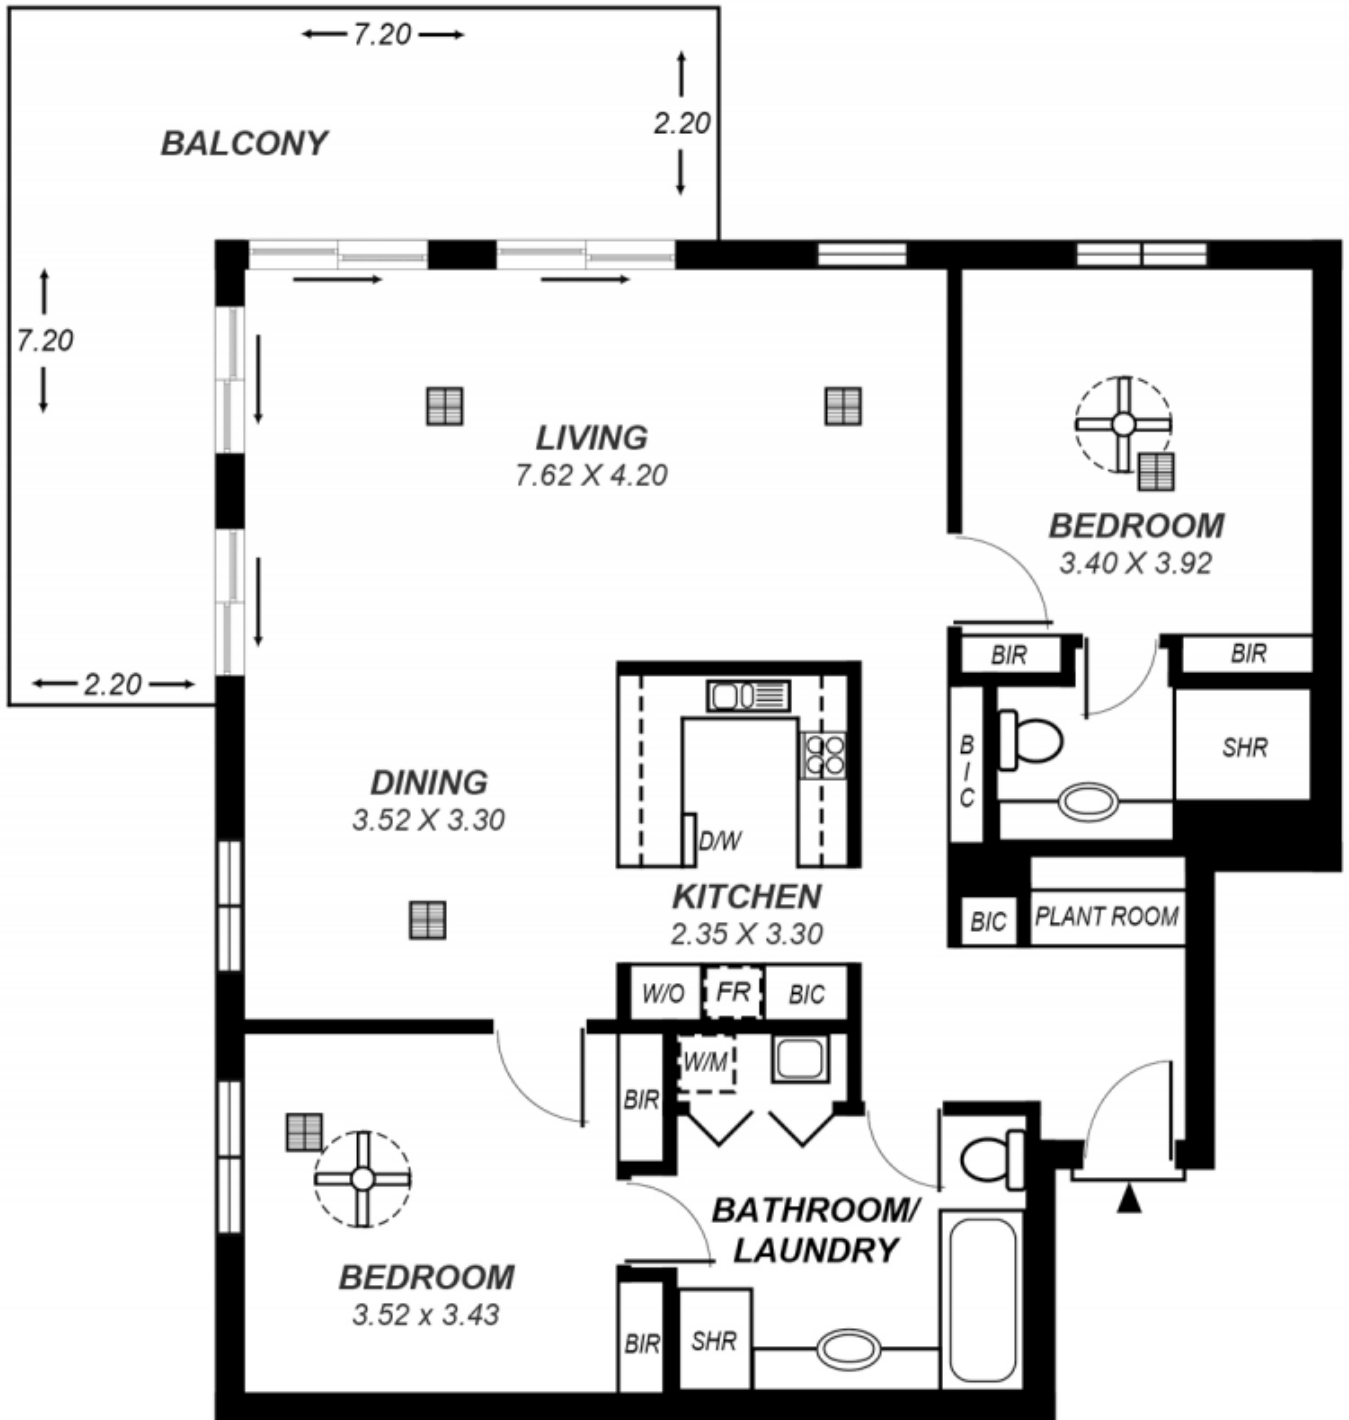 7.20
2.20
BALCONY
7.20
2.20
LIVING
7.62 X 4.20
BEDROOM
3.40 X 3.92
BIR
BIR
B
I
C
SHR
DINING
3.52 X 3.30
D/W
KITCHEN
2.35 X 3.30
BIC
PLANT ROOM
W/O
FR
BIC
W/M
BIR
BATHROOM/
LAUNDRY
BEDROOM
3.52 x 3.43
BIR
SHR